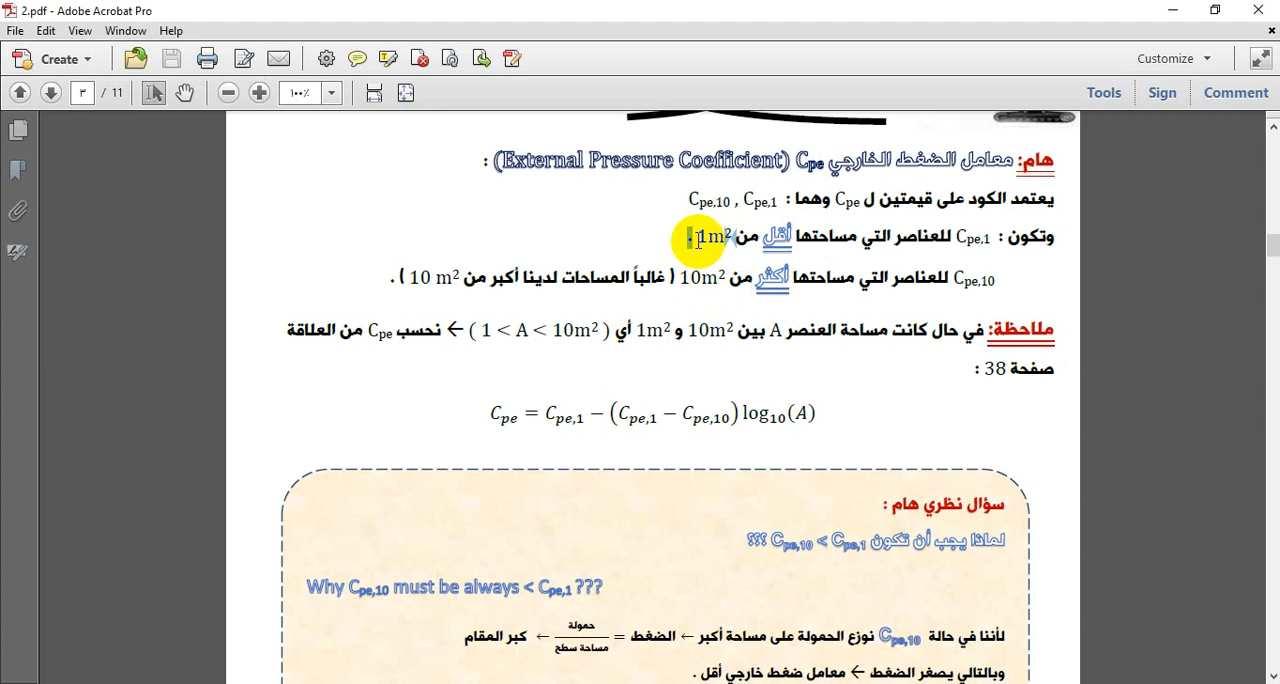 2.pdf - Adobe Acrobat Pro
File Edit View Window Help
Create Customize
٣ / 11 ١٠٠٪ Tools Sign Comment
هام: معامل الضغط الخارجي Cpe (External Pressure Coefficient) :
يعتمد الكود على قيمتين ل Cpe وهما : Cpe,10 , Cpe,1
وتكون : Cpe,1 للعناصر التي مساحتها أقل من 1m² .
Cpe,10 للعناصر التي مساحتها أكثر من 10m² ( غالباً المساحات لدينا أكبر من 10 m² ) .
ملاحظة: في حال كانت مساحة العنصر A بين 10m² و 1m² أي ( 1 < A < 10m² ) ← نحسب Cpe من العلاقة
صفحة 38 :
Cpe = Cpe,1 − (Cpe,1 − Cpe,10) log10(A)
سؤال نظري هام :
لماذا يجب أن تكون Cpe,10 < Cpe,1 ؟؟؟
Why Cpe,10 must be always < Cpe,1 ???
لأننا في حالة Cpe,10 نوزع الحمولة على مساحة أكبر ← الضغط = حمولة / مساحة سطح ← كبر المقام
وبالتالي يصغر الضغط ← معامل ضغط خارجي أقل .